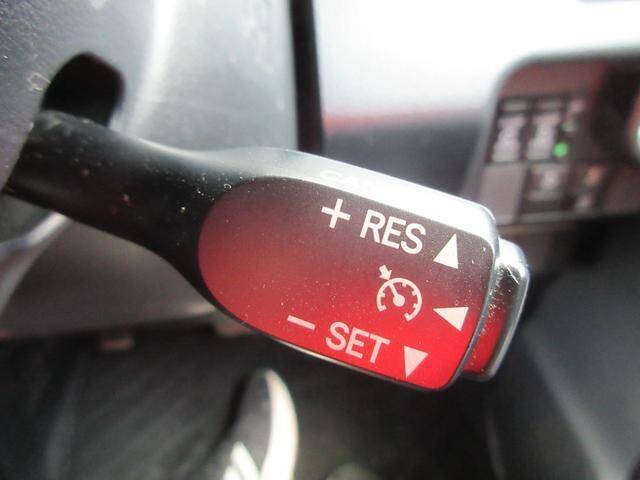 + RES
- SET